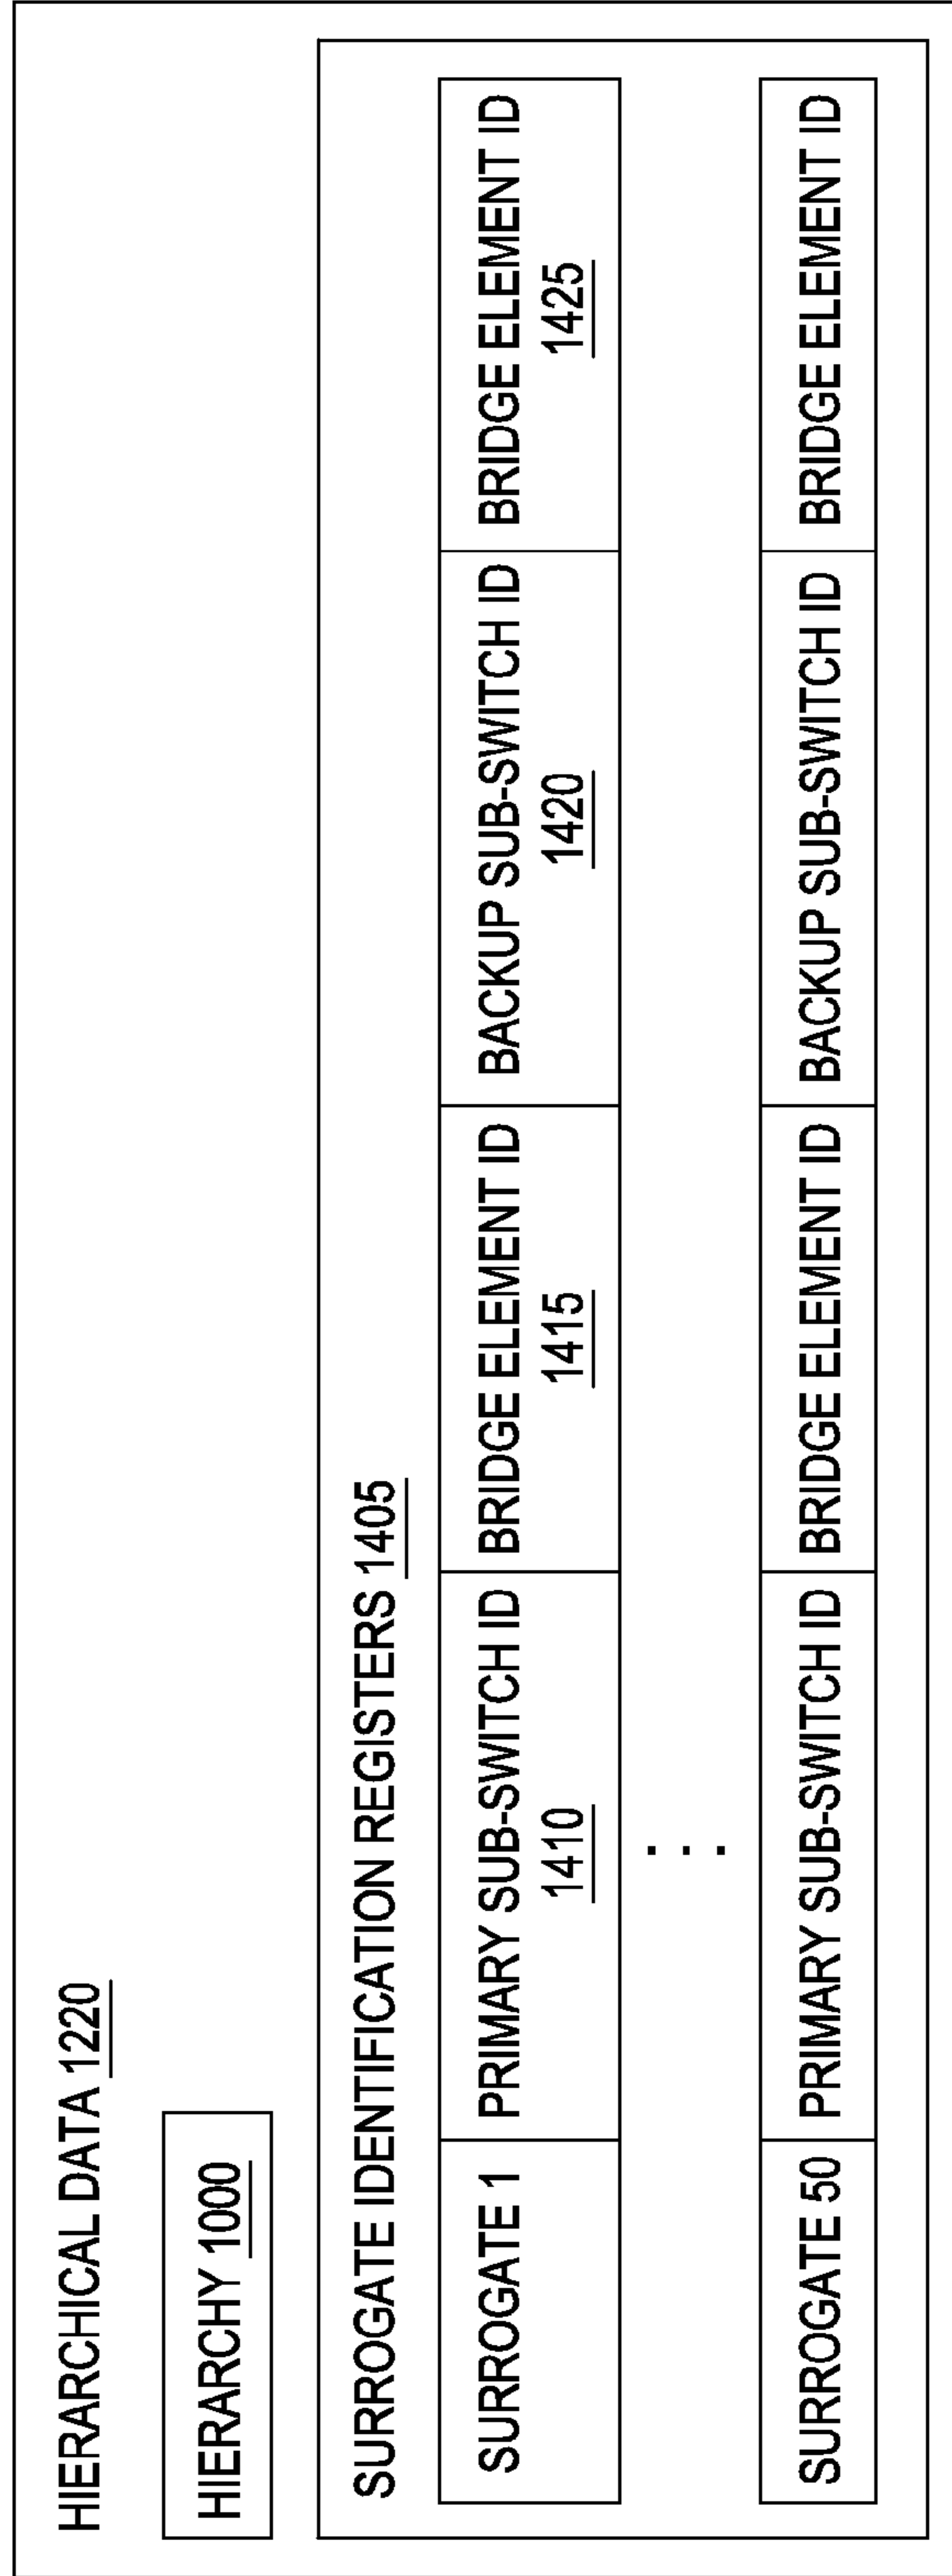 HIERARCHICAL DATA 1220
HIERARCHY 1000
SURROGATE IDENTIFICATION REGISTERS 1405
SURROGATE 1
PRIMARY SUB-SWITCH ID
1410
BRIDGE ELEMENT ID
1415
BACKUP SUB-SWITCH ID
1420
BRIDGE ELEMENT ID
1425
. . .
SURROGATE 50
PRIMARY SUB-SWITCH ID
BRIDGE ELEMENT ID
BACKUP SUB-SWITCH ID
BRIDGE ELEMENT ID